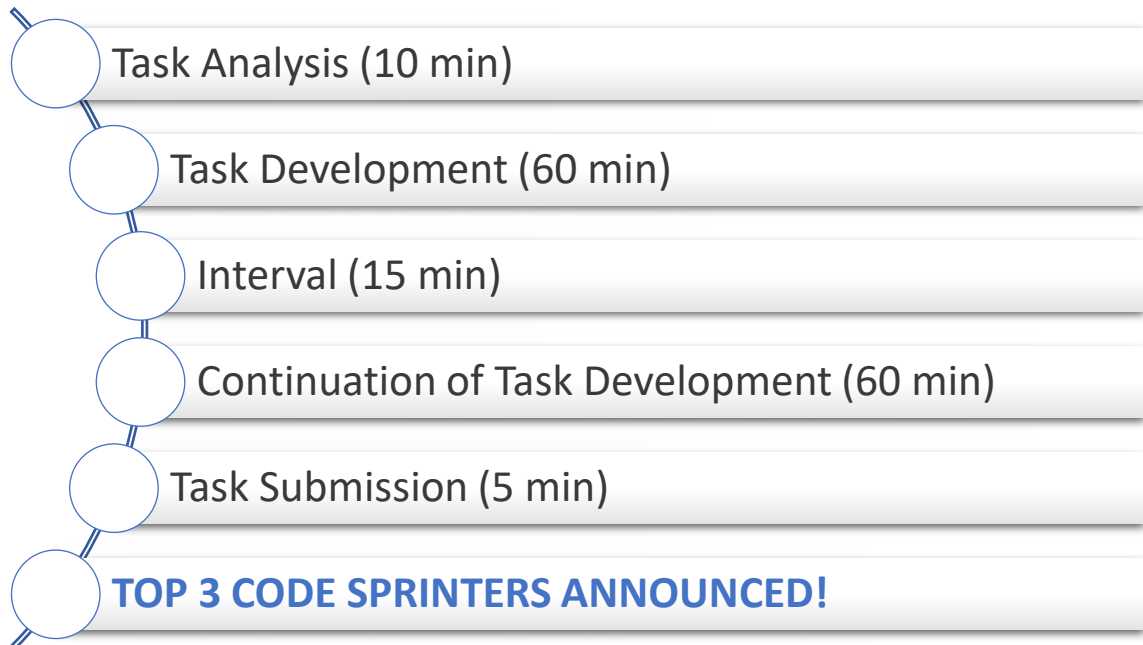 Task Analysis (10 min)
Task Development (60 min)
Interval (15 min)
Continuation of Task Development (60 min)
Task Submission (5 min)
TOP 3 CODE SPRINTERS ANNOUNCED!